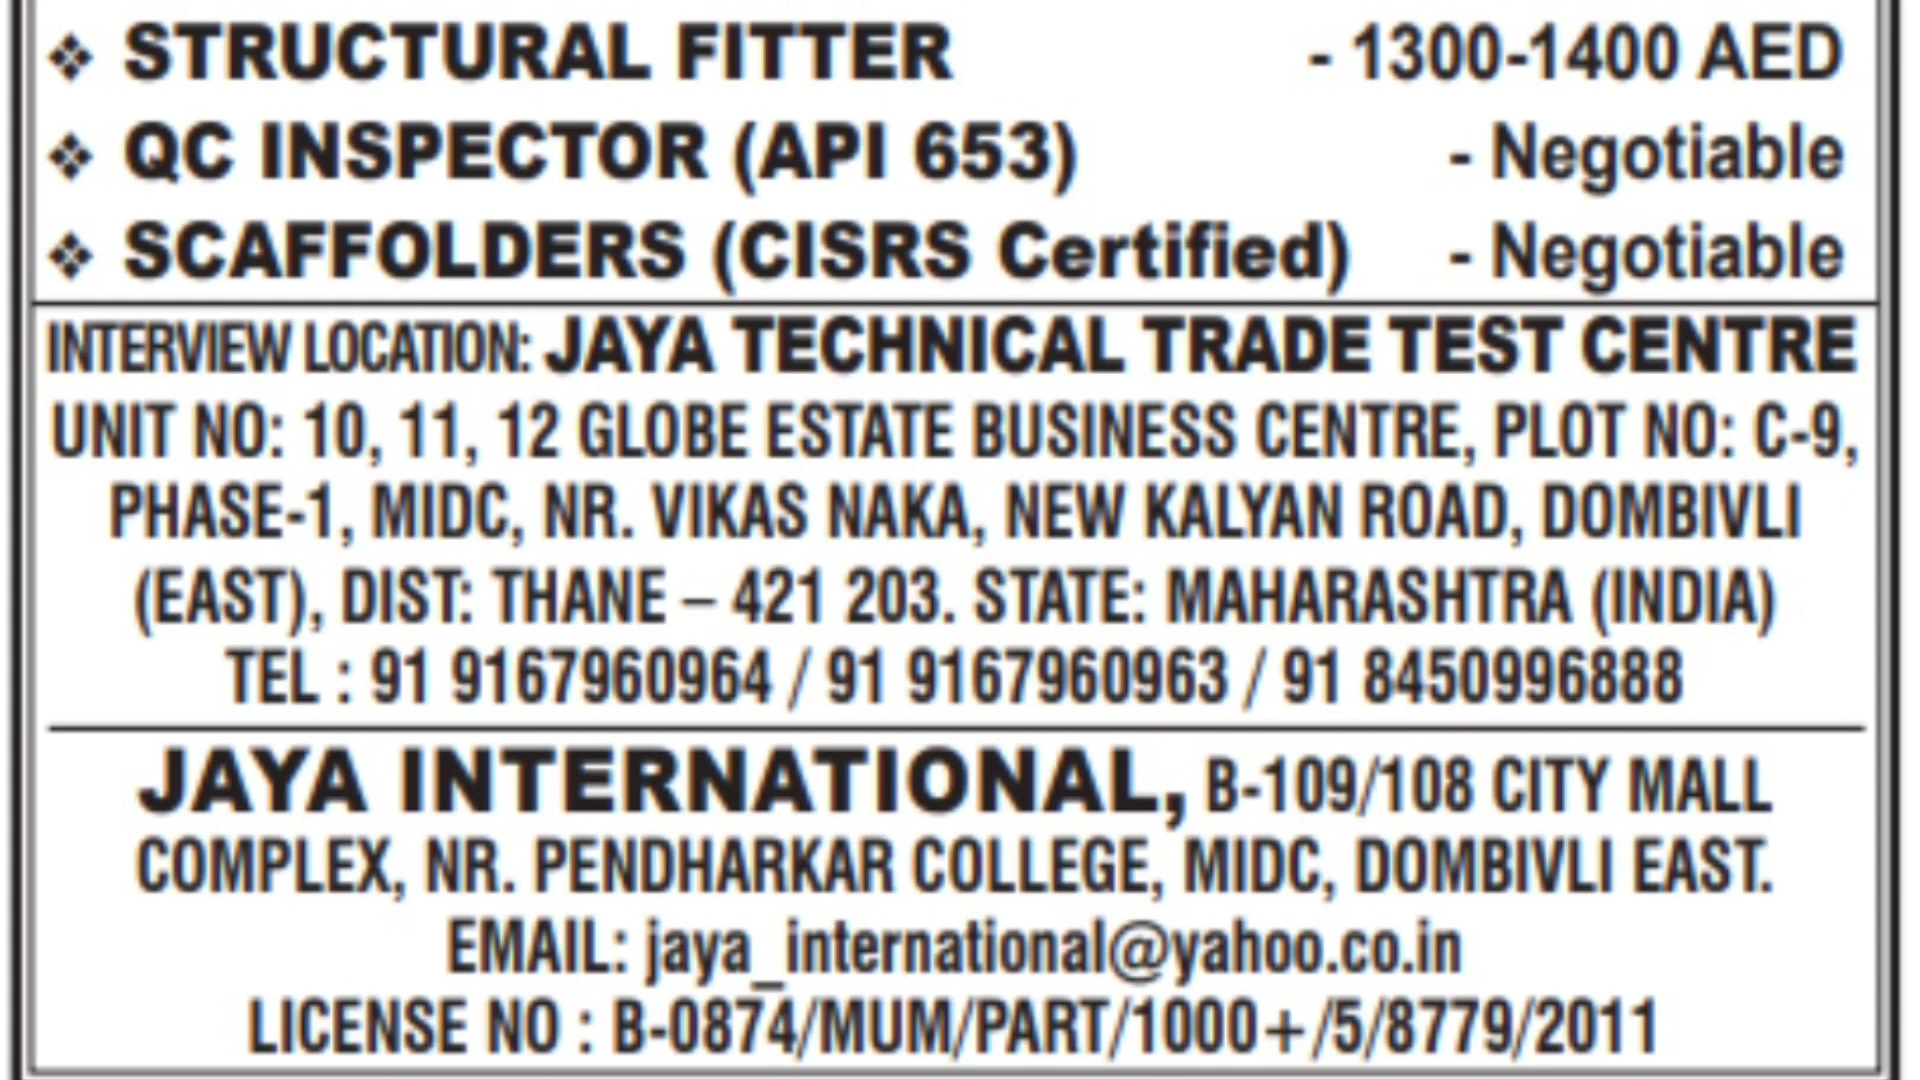 ❖ STRUCTURAL FITTER - 1300-1400 AED
❖ QC INSPECTOR (API 653) - Negotiable
❖ SCAFFOLDERS (CISRS Certified) - Negotiable
INTERVIEW LOCATION: JAYA TECHNICAL TRADE TEST CENTRE
UNIT NO: 10, 11, 12 GLOBE ESTATE BUSINESS CENTRE, PLOT NO: C-9,
PHASE-1, MIDC, NR. VIKAS NAKA, NEW KALYAN ROAD, DOMBIVLI
(EAST), DIST: THANE – 421 203. STATE: MAHARASHTRA (INDIA)
TEL : 91 9167960964 / 91 9167960963 / 91 8450996888
JAYA INTERNATIONAL, B-109/108 CITY MALL
COMPLEX, NR. PENDHARKAR COLLEGE, MIDC, DOMBIVLI EAST.
EMAIL: jaya_international@yahoo.co.in
LICENSE NO : B-0874/MUM/PART/1000+/5/8779/2011